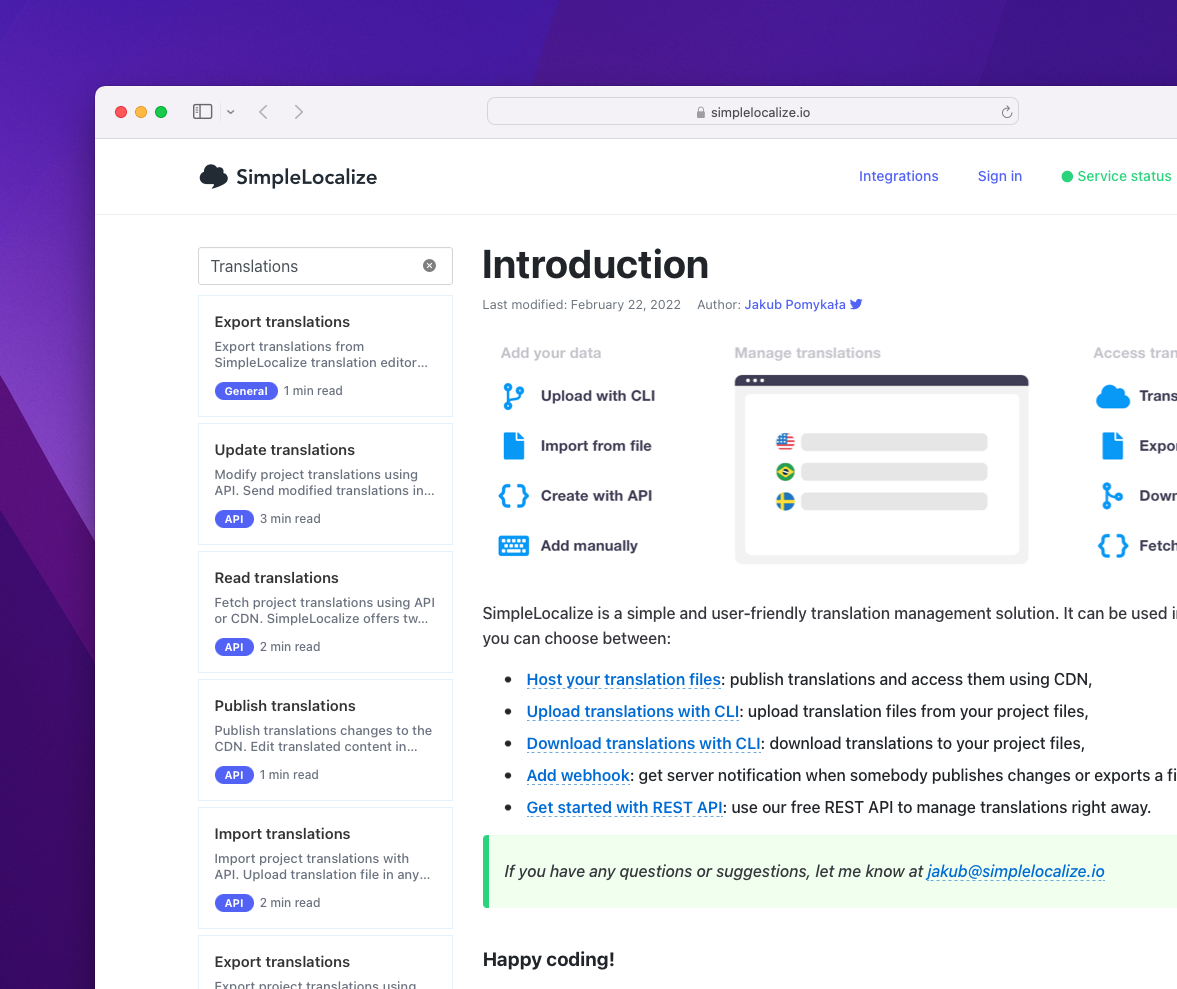 simplelocalize.io
SimpleLocalize
Integrations
Sign in
Service status
Translations
Export translations
Export translations from
SimpleLocalize translation editor...
General 1 min read
Update translations
Modify project translations using
API. Send modified translations in...
API 3 min read
Read translations
Fetch project translations using API
or CDN. SimpleLocalize offers tw...
API 2 min read
Publish translations
Publish translations changes to the
CDN. Edit translated content in...
API 1 min read
Import translations
Import project translations with
API. Upload translation file in any...
API 2 min read
Export translations
Export project translations using
Introduction
Last modified: February 22, 2022 Author: Jakub Pomykała
Add your data
Upload with CLI
Import from file
Create with API
Add manually
Manage translations
Access tran
Trans
Expo
Down
Fetch
SimpleLocalize is a simple and user-friendly translation management solution. It can be used i
you can choose between:
Host your translation files: publish translations and access them using CDN,
Upload translations with CLI: upload translation files from your project files,
Download translations with CLI: download translations to your project files,
Add webhook: get server notification when somebody publishes changes or exports a fi
Get started with REST API: use our free REST API to manage translations right away.
If you have any questions or suggestions, let me know at jakub@simplelocalize.io
Happy coding!